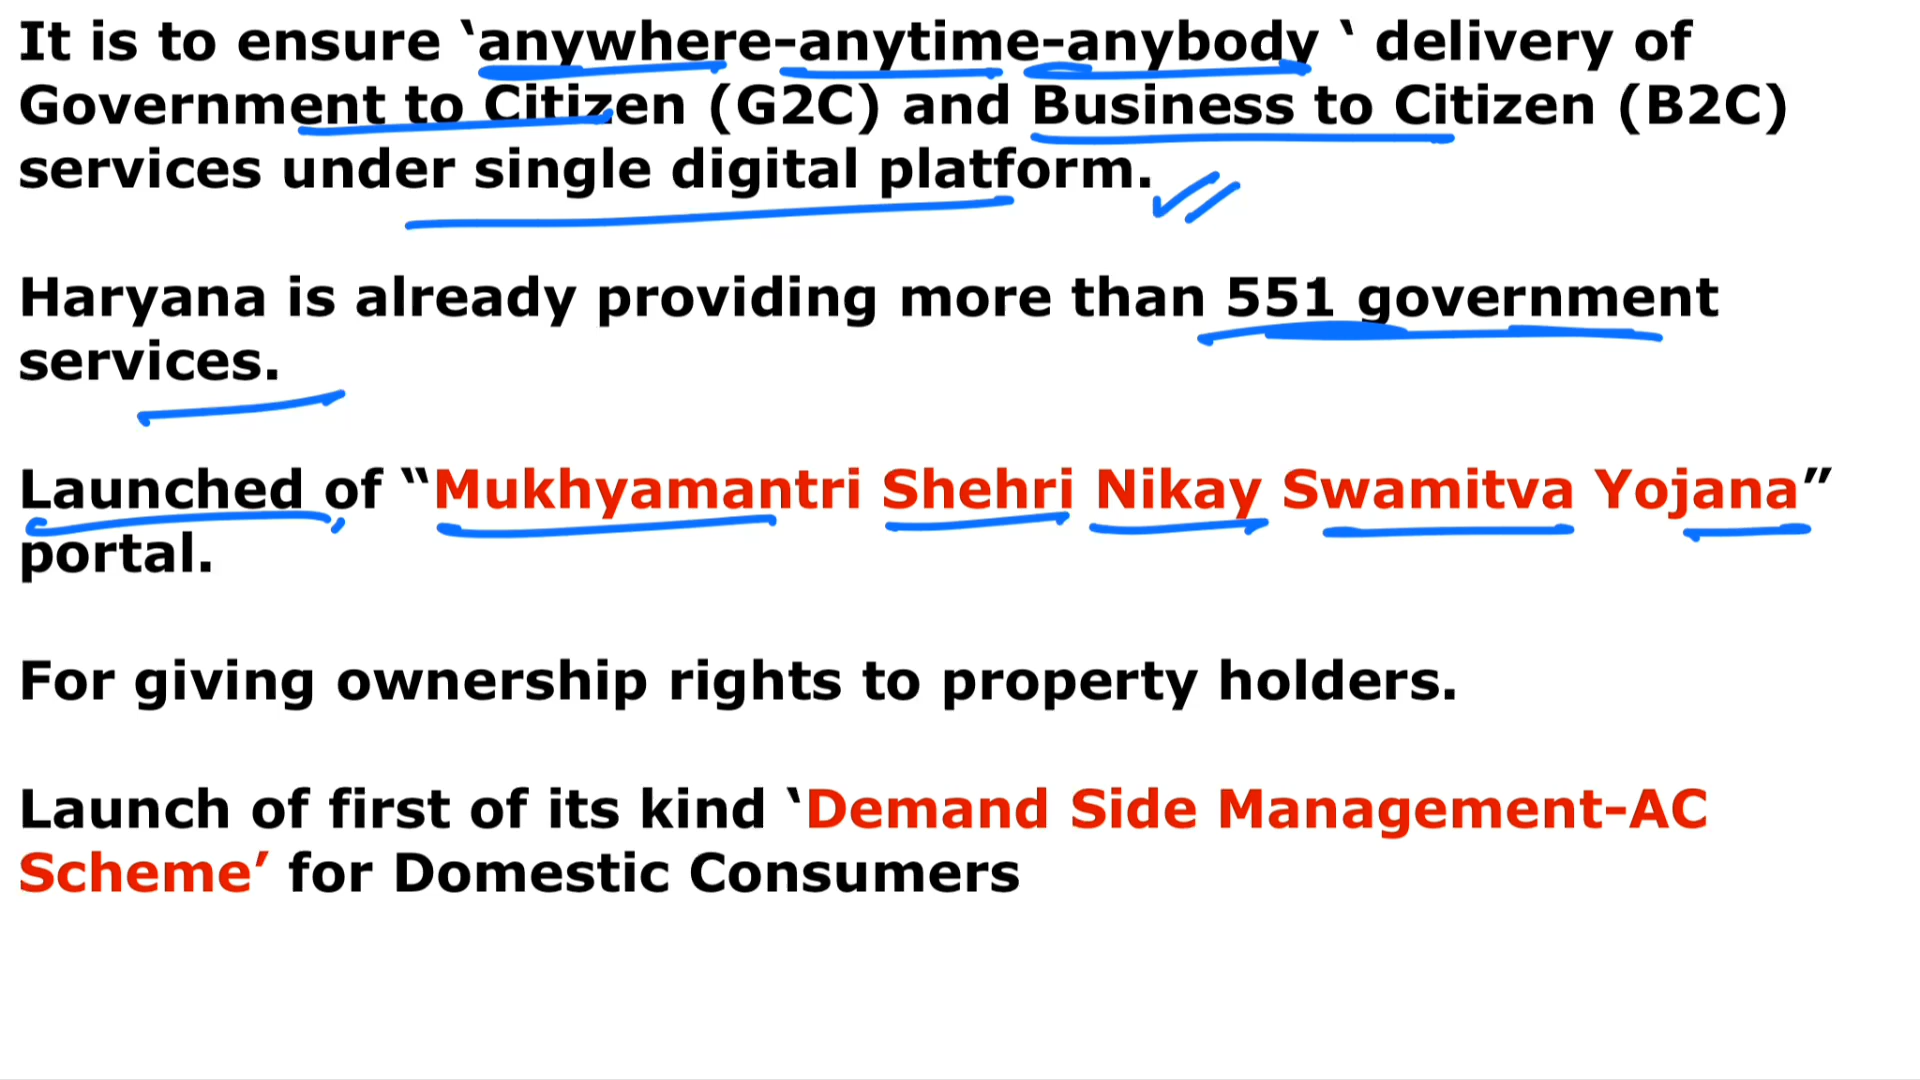 It is to ensure ‘anywhere-anytime-anybody ‘ delivery of
Government to Citizen (G2C) and Business to Citizen (B2C)
services under single digital platform.
Haryana is already providing more than 551 government
services.
Launched of “Mukhyamantri Shehri Nikay Swamitva Yojana”
portal.
For giving ownership rights to property holders.
Launch of first of its kind ‘Demand Side Management-AC
Scheme’ for Domestic Consumers